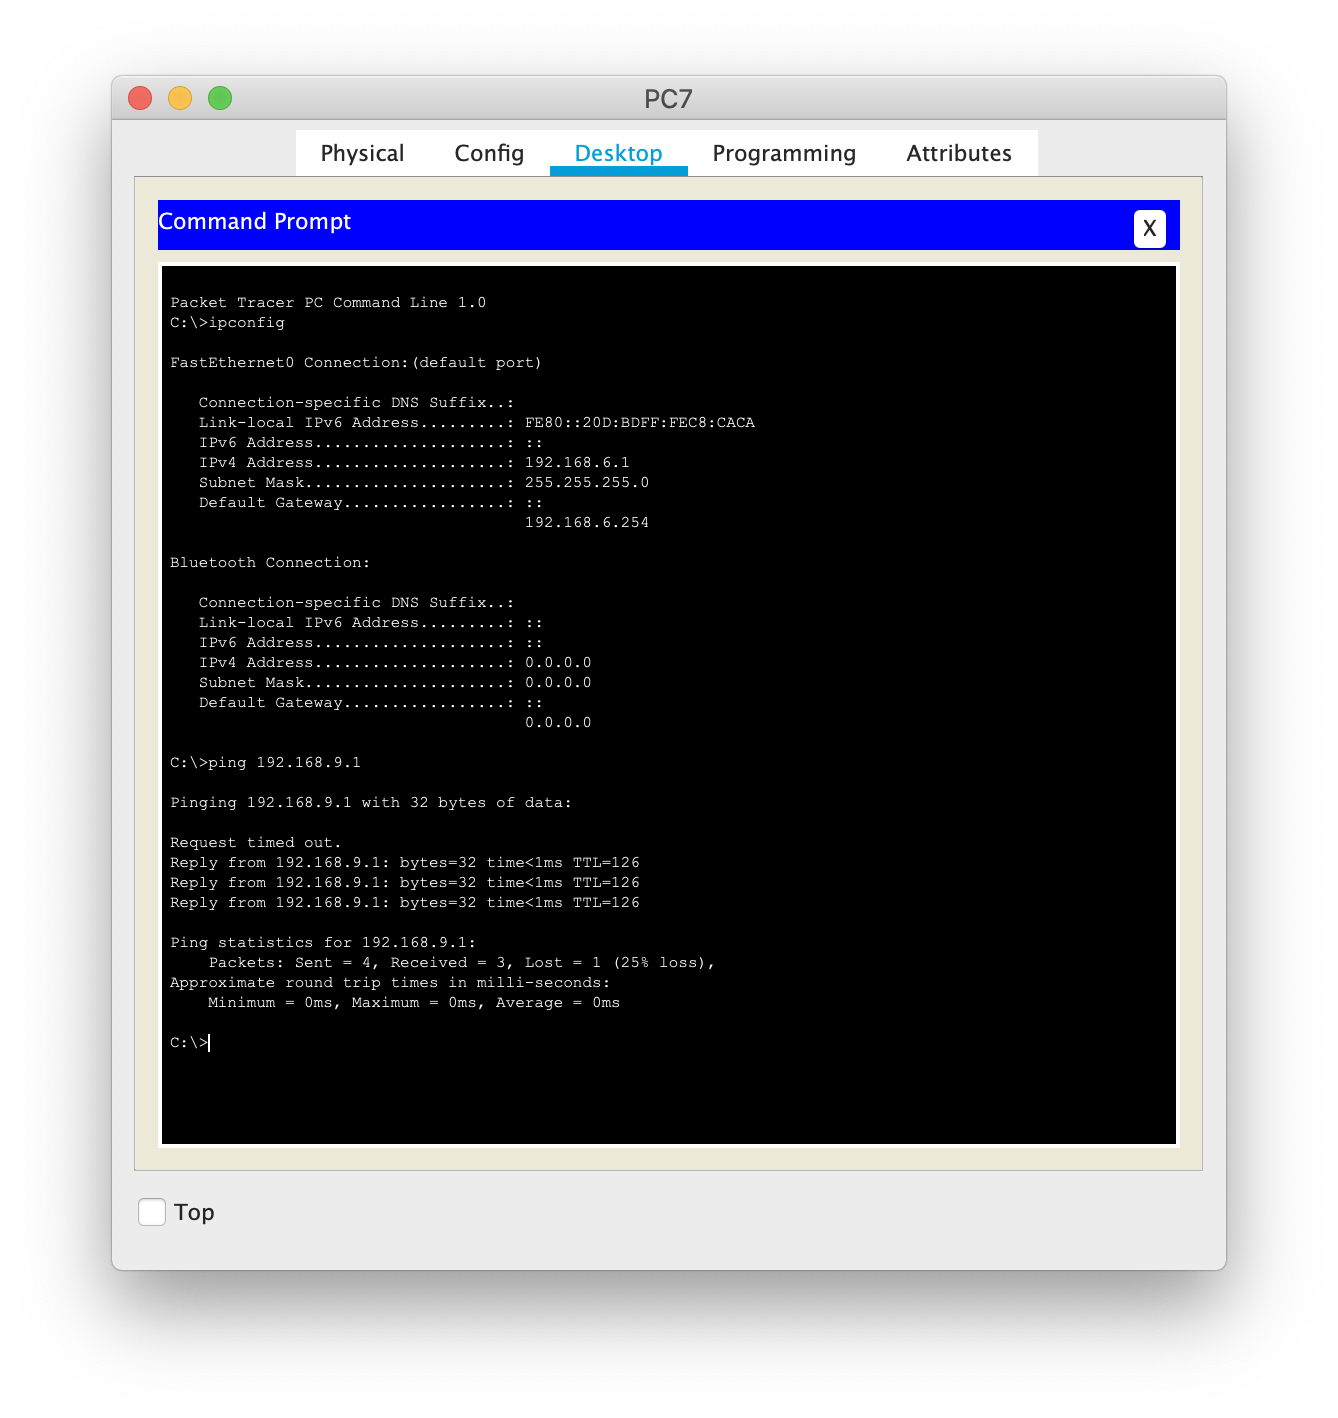 PC7
Physical Config Desktop Programming Attributes
Command Prompt
X
Packet Tracer PC Command Line 1.0
C:\>ipconfig
FastEthernet0 Connection:(default port)
Connection-specific DNS Suffix..:
Link-local IPv6 Address.........: FE80::20D:BDFF:FEC8:CACA
IPv6 Address....................: ::
IPv4 Address....................: 192.168.6.1
Subnet Mask.....................: 255.255.255.0
Default Gateway.................: ::
192.168.6.254
Bluetooth Connection:
Connection-specific DNS Suffix..:
Link-local IPv6 Address.........: ::
IPv6 Address....................: ::
IPv4 Address....................: 0.0.0.0
Subnet Mask.....................: 0.0.0.0
Default Gateway.................: ::
0.0.0.0
C:\>ping 192.168.9.1
Pinging 192.168.9.1 with 32 bytes of data:
Request timed out.
Reply from 192.168.9.1: bytes=32 time<1ms TTL=126
Reply from 192.168.9.1: bytes=32 time<1ms TTL=126
Reply from 192.168.9.1: bytes=32 time<1ms TTL=126
Ping statistics for 192.168.9.1:
Packets: Sent = 4, Received = 3, Lost = 1 (25% loss),
Approximate round trip times in milli-seconds:
Minimum = 0ms, Maximum = 0ms, Average = 0ms
C:\>
Top